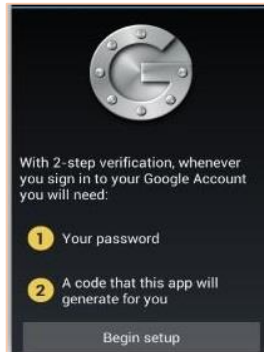 With 2-step verification, whenever
you sign in to your Google Account
you will need:
1 Your password
2 A code that this app will
generate for you
Begin setup